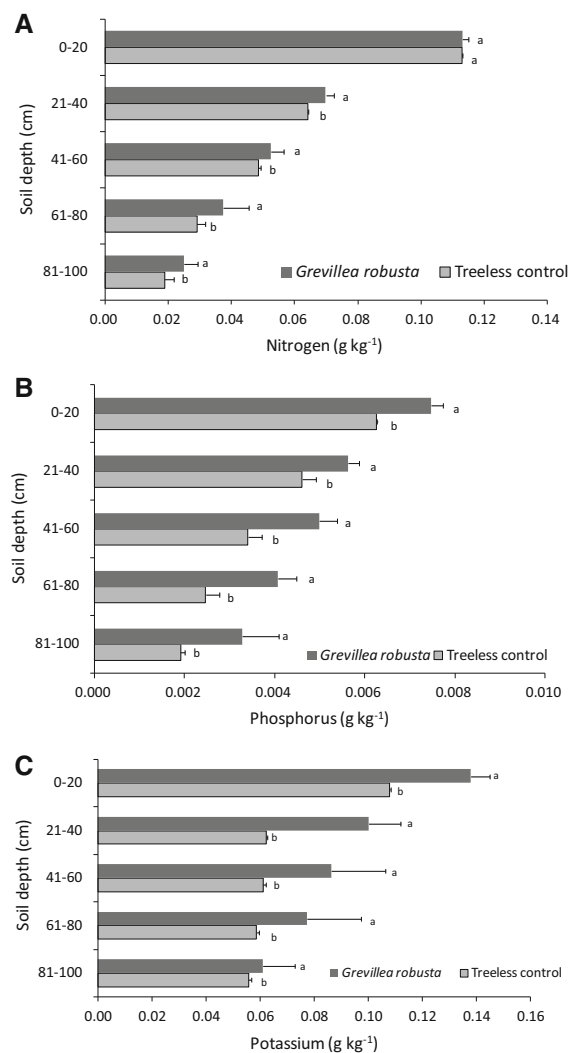 A
Soil depth (cm)
0-20
a
a
21-40
a
b
41-60
a
b
61-80
a
b
81-100
a
b
Grevillea robusta Treeless control
0.00 0.02 0.04 0.06 0.08 0.10 0.12 0.14
Nitrogen (g kg⁻¹)
B
Soil depth (cm)
0-20
a
b
21-40
a
b
41-60
a
b
61-80
a
b
81-100
a
b
Grevillea robusta Treeless control
0.000 0.002 0.004 0.006 0.008 0.010
Phosphorus (g kg⁻¹)
C
Soil depth (cm)
0-20
a
b
21-40
a
b
41-60
a
b
61-80
a
b
81-100
a
b
Grevillea robusta Treeless control
0.00 0.02 0.04 0.06 0.08 0.10 0.12 0.14 0.16
Potassium (g kg⁻¹)